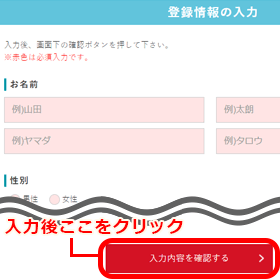 登録情報の入力
入力後、画面下の確認ボタンを押して下さい。
※赤色は必須入力です。
お名前
例)山田 例)太朗
例)ヤマダ 例)タロウ
性別
男性 女性
入力後ここをクリック
入力内容を確認する